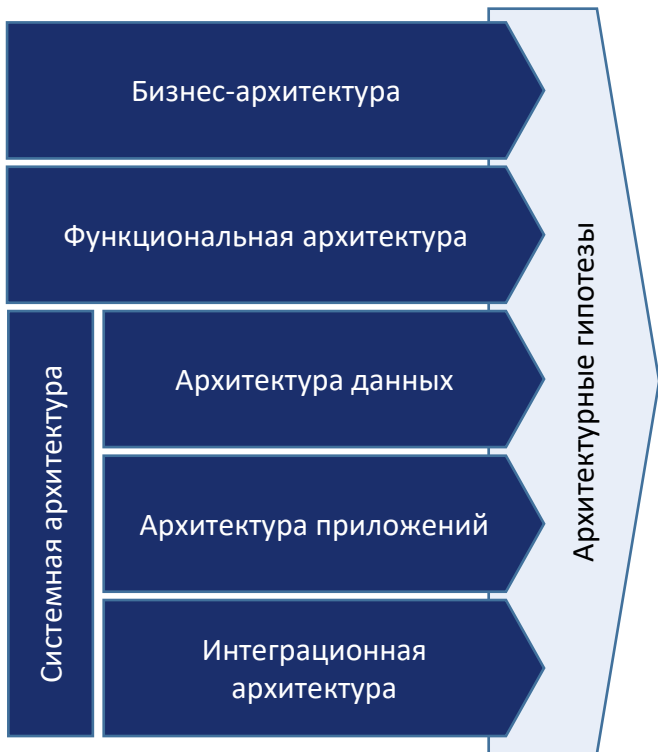 Бизнес-архитектура
Функциональная архитектура
Системная архитектура
Архитектура данных
Архитектура приложений
Интеграционная
архитектура
Архитектурные гипотезы